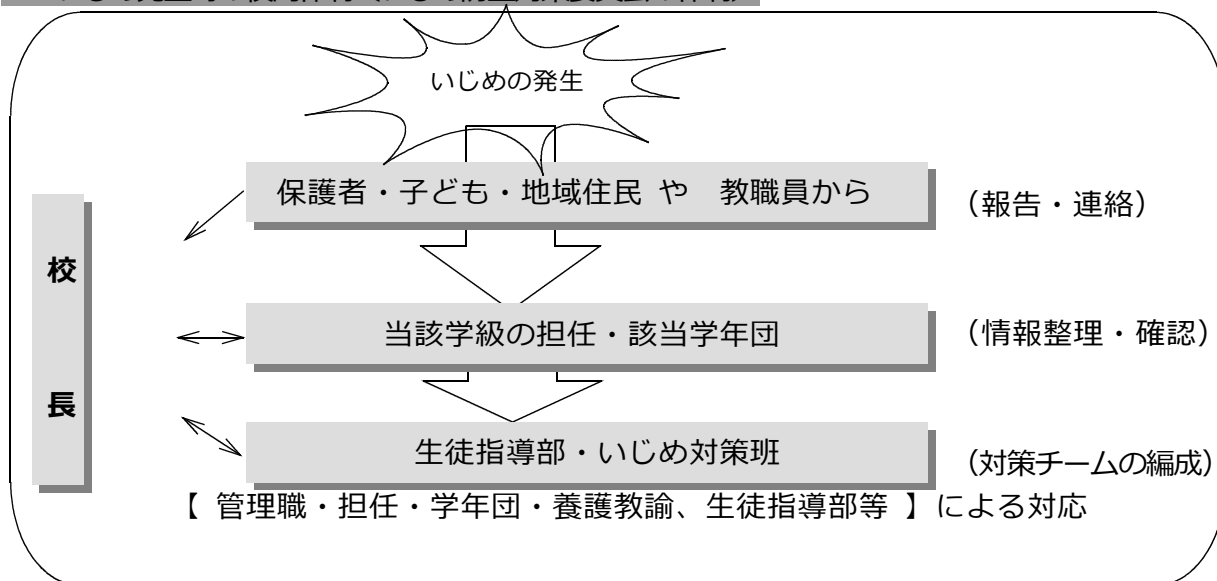 いじめの発生
保護者・子ども・地域住民 や 教職員から
(報告・連絡)
校長
当該学級の担任・該当学年団
(情報整理・確認)
生徒指導部・いじめ対策班
(対策チームの編成)
【 管理職・担任・学年団・養護教諭、生徒指導部等 】による対応